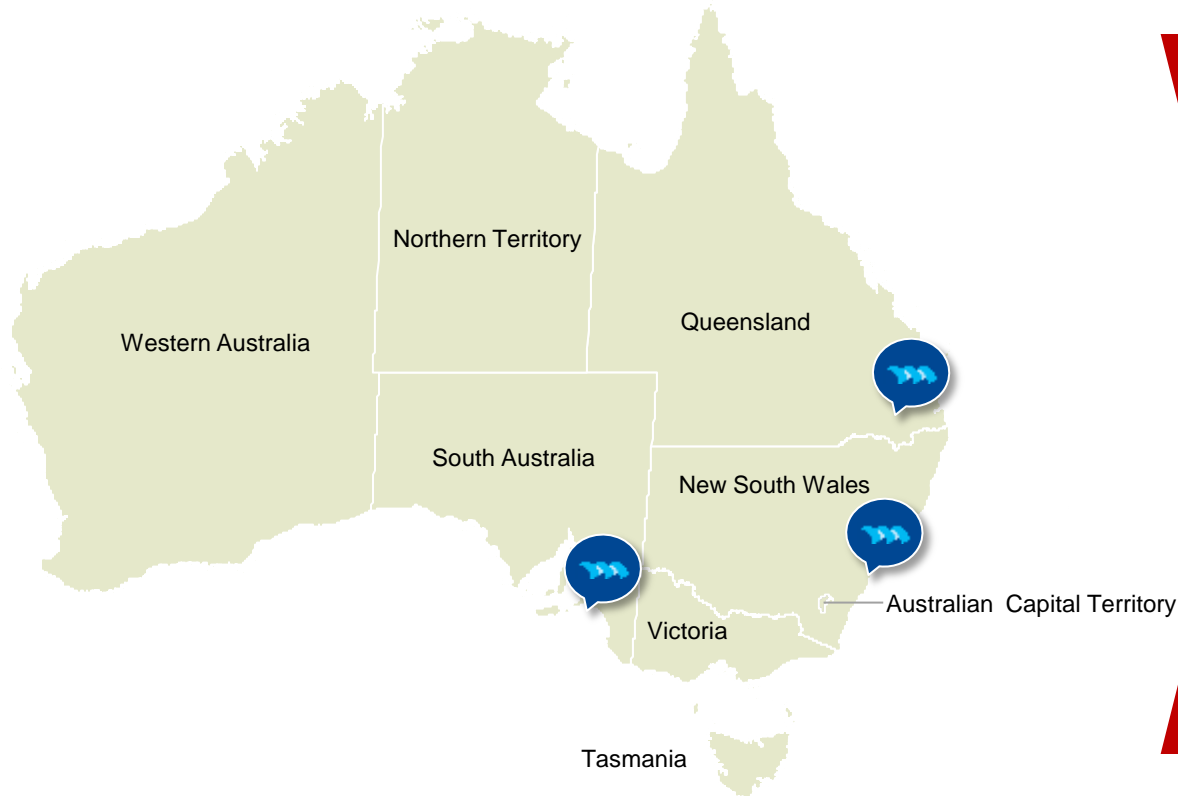 Northern Territory
Queensland
Western Australia
South Australia
New South Wales
Australian Capital Territory
Victoria
Tasmania